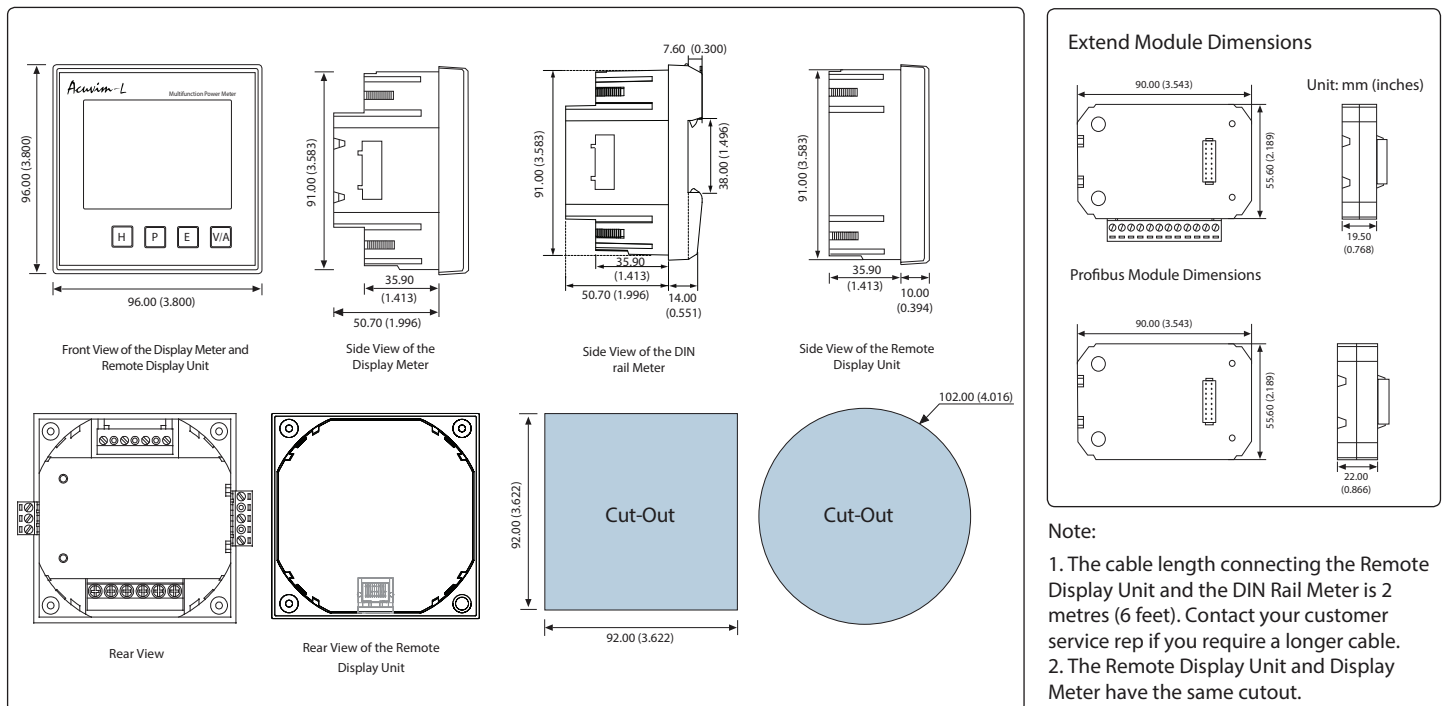 Acuvim-L
Multifunction Power Meter
H
P
E
V/A
96.00 (3.800)
96.00 (3.800)
Front View of the Display Meter and
Remote Display Unit
91.00 (3.583)
35.90
(1.413)
50.70 (1.996)
Side View of the
Display Meter
7.60 (0.300)
91.00 (3.583)
38.00 (1.496)
35.90
(1.413)
50.70 (1.996)
14.00
(0.551)
Side View of the DIN
rail Meter
91.00 (3.583)
35.90
(1.413)
10.00
(0.394)
Side View of the Remote
Display Unit
Rear View
Rear View of the Remote
Display Unit
92.00 (3.622)
Cut-Out
92.00 (3.622)
102.00 (4.016)
Cut-Out
Extend Module Dimensions
Unit: mm (inches)
90.00 (3.543)
55.60 (2.189)
19.50
(0.768)
Profibus Module Dimensions
90.00 (3.543)
55.60 (2.189)
22.00
(0.866)
Note:
1. The cable length connecting the Remote
Display Unit and the DIN Rail Meter is 2
metres (6 feet). Contact your customer
service rep if you require a longer cable.
2. The Remote Display Unit and Display
Meter have the same cutout.